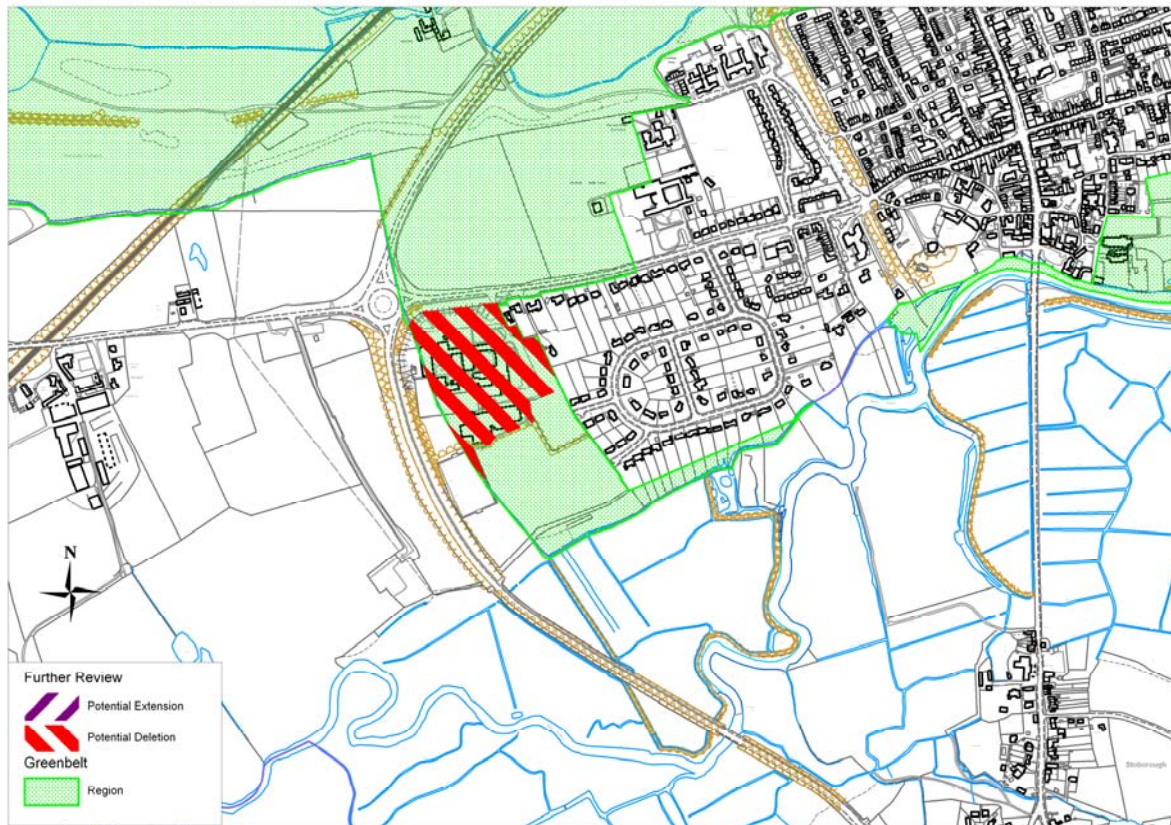 N
Further Review
Potential Extension
Potential Deletion
Greenbelt
Region
Stoborough